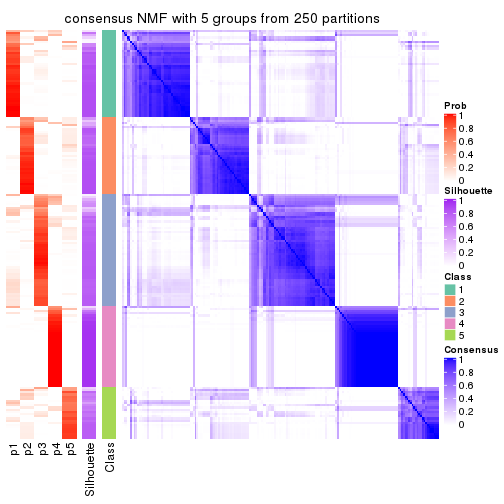 consensus NMF with 5 groups from 250 partitions
Prob
1
0.8
0.6
0.4
0.2
0
Silhouette
1
0.8
0.6
0.4
0.2
0
Class
1
2
3
4
5
Consensus
1
0.8
0.6
0.4
0.2
0
p1
p2
p3
p4
p5
Silhouette
Class